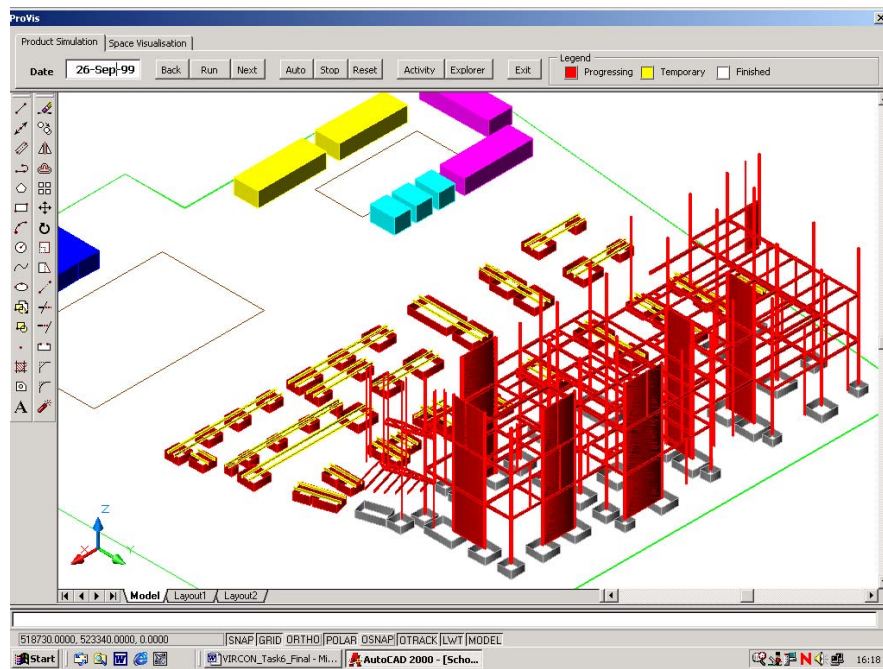 ProVis
Product Simulation Space Visualisation
Date 26-Sep-99 Back Run Next Auto Stop Reset Activity Explorer Exit
Legend
Progressing Temporary Finished
A
Z
X Y
Model Layout1 Layout2
518730.0000, 523340.0000, 0.0000 SNAP GRID ORTHO POLAR OSNAP OTRACK LWT MODEL
Start VIRCON_Task6_Final - Mi... AutoCAD 2000 - [Scho... 16:18